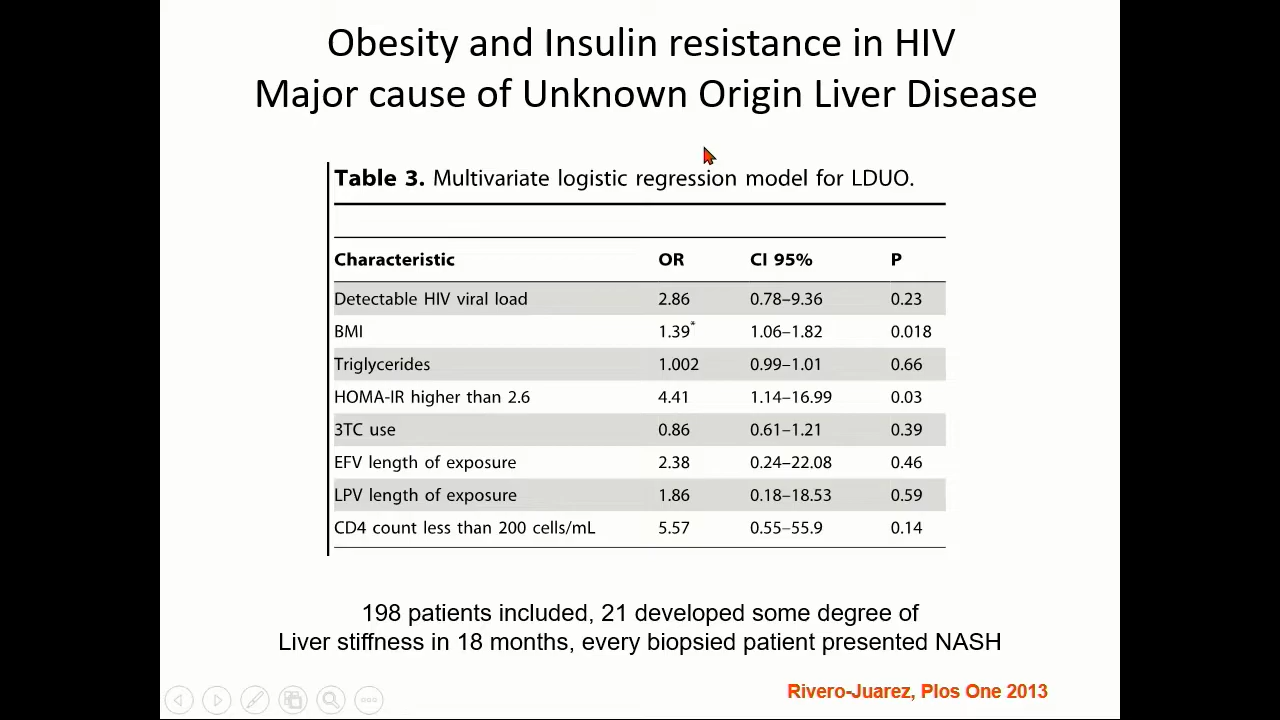 Obesity and Insulin resistance in HIV
Major cause of Unknown Origin Liver Disease
Table 3. Multivariate logistic regression model for LDUO.
Characteristic OR CI 95% P
Detectable HIV viral load 2.86 0.78–9.36 0.23
BMI 1.39* 1.06–1.82 0.018
Triglycerides 1.002 0.99–1.01 0.66
HOMA-IR higher than 2.6 4.41 1.14–16.99 0.03
3TC use 0.86 0.61–1.21 0.39
EFV length of exposure 2.38 0.24–22.08 0.46
LPV length of exposure 1.86 0.18–18.53 0.59
CD4 count less than 200 cells/mL 5.57 0.55–55.9 0.14
198 patients included, 21 developed some degree of
Liver stiffness in 18 months, every biopsied patient presented NASH
Rivero-Juarez, Plos One 2013